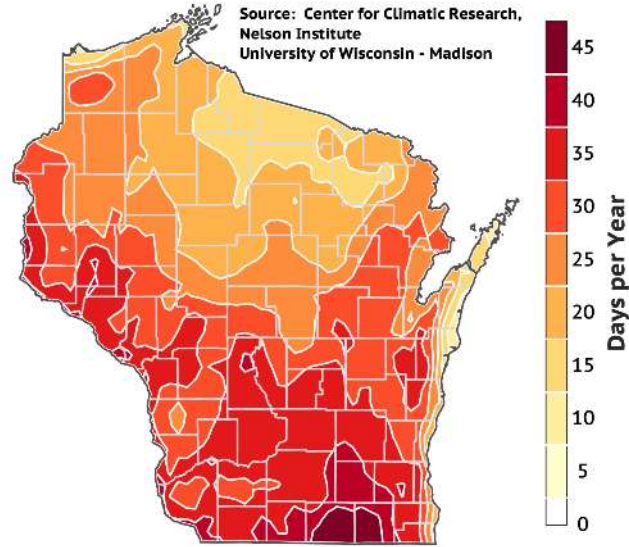 Source: Center for Climatic Research,
Nelson Institute
University of Wisconsin - Madison
45
40
35
30
25
20
15
10
5
0
Days per Year